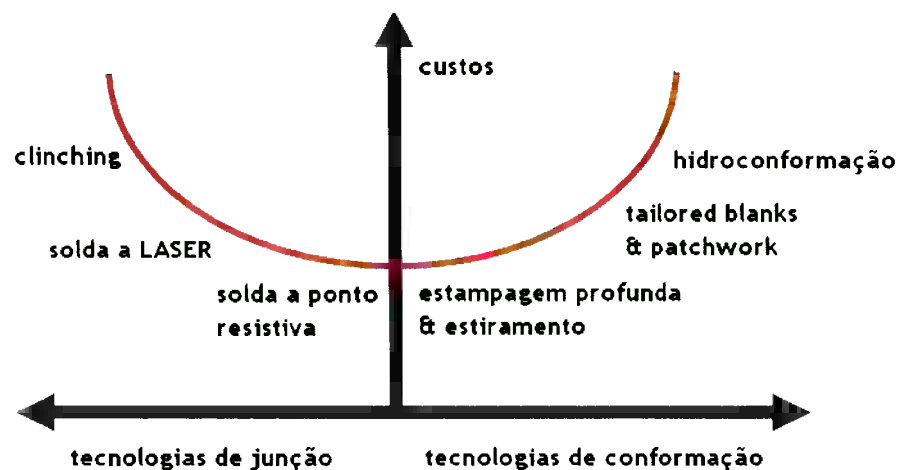 custos
clinching
hidroconformação
tailored blanks
& patchwork
solda a LASER
solda a ponto
resistiva
estampagem profunda
& estiramento
tecnologias de junção
tecnologias de conformação